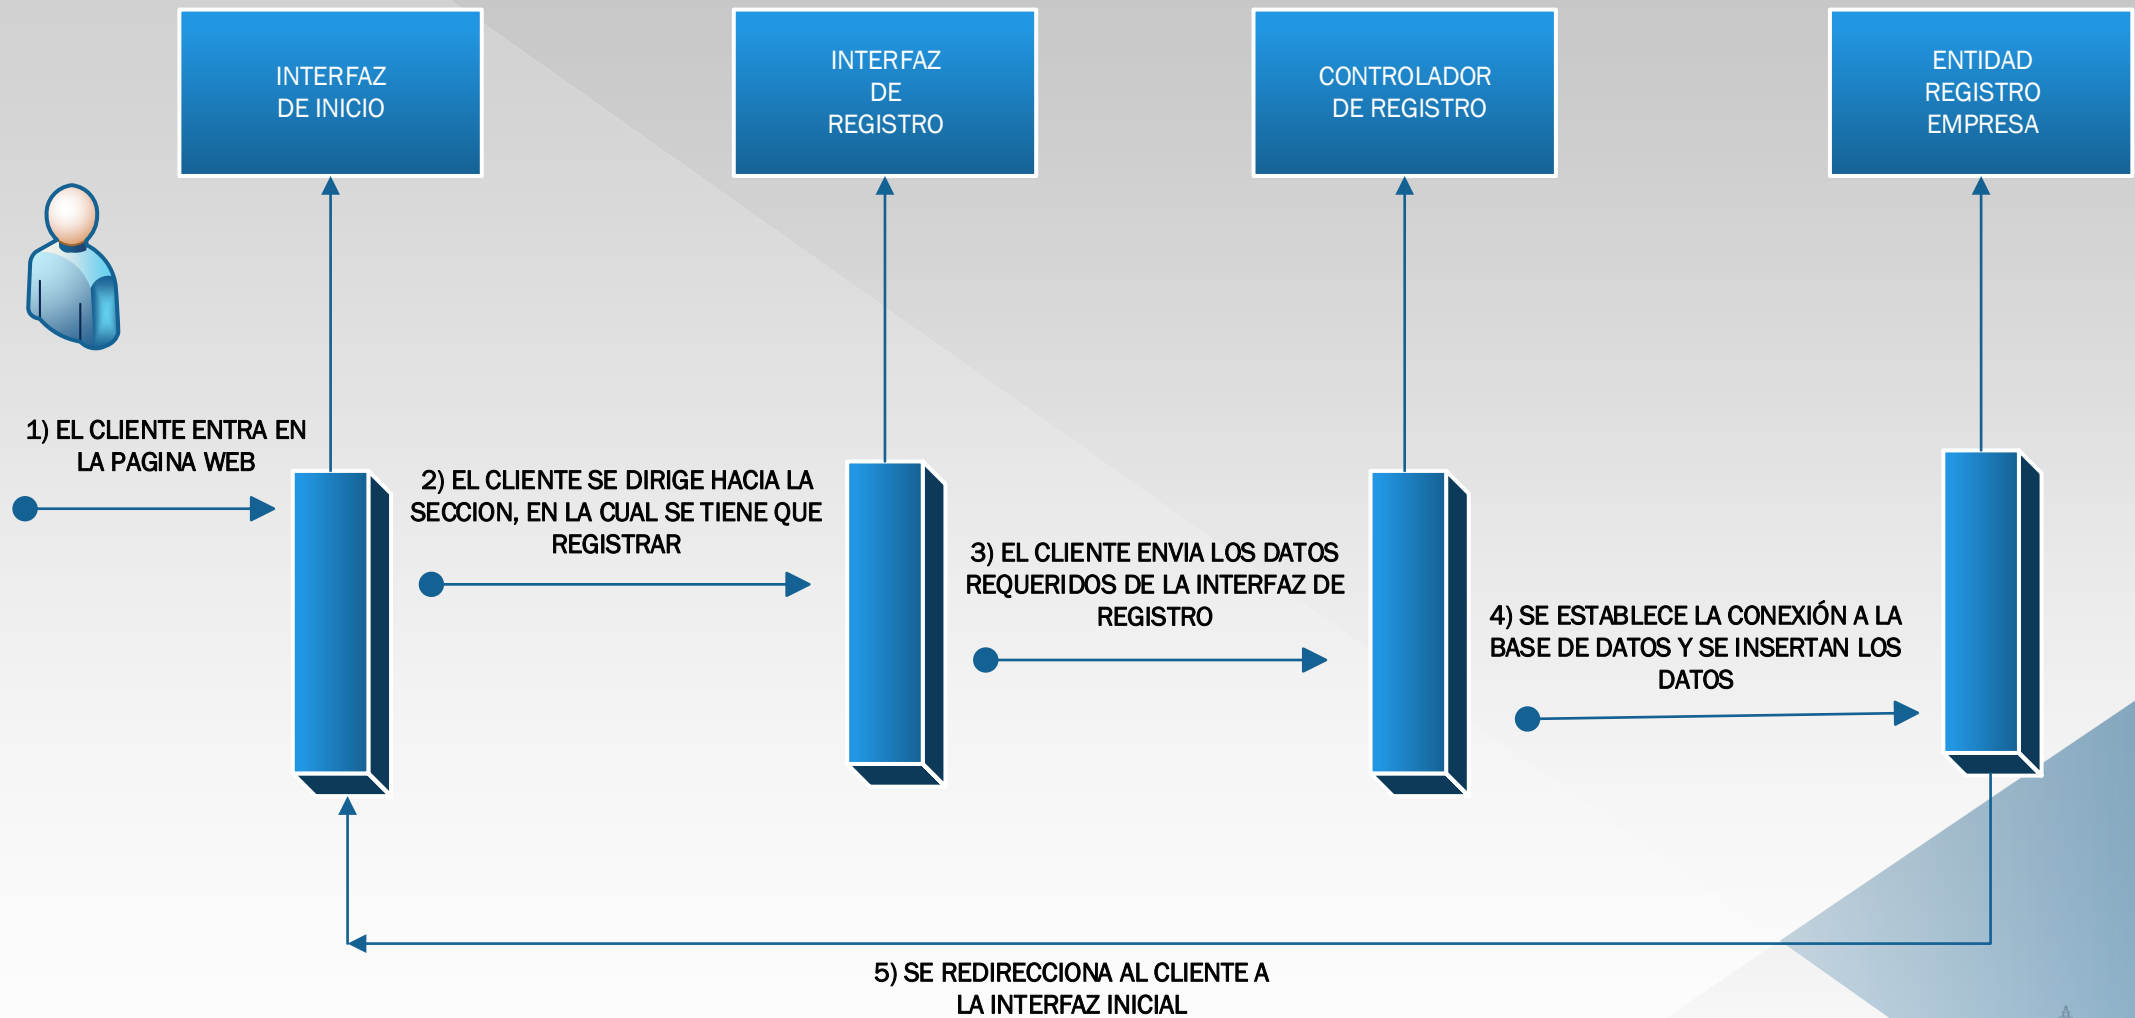 INTERFAZ
DE INICIO
INTERFAZ
DE
REGISTRO
CONTROLADOR
DE REGISTRO
ENTIDAD
REGISTRO
EMPRESA
1) EL CLIENTE ENTRA EN
LA PAGINA WEB
2) EL CLIENTE SE DIRIGE HACIA LA
SECCION, EN LA CUAL SE TIENE QUE
REGISTRAR
3) EL CLIENTE ENVIA LOS DATOS
REQUERIDOS DE LA INTERFAZ DE
REGISTRO
4) SE ESTABLECE LA CONEXIÓN A LA
BASE DE DATOS Y SE INSERTAN LOS
DATOS
5) SE REDIRECCIONA AL CLIENTE A
LA INTERFAZ INICIAL